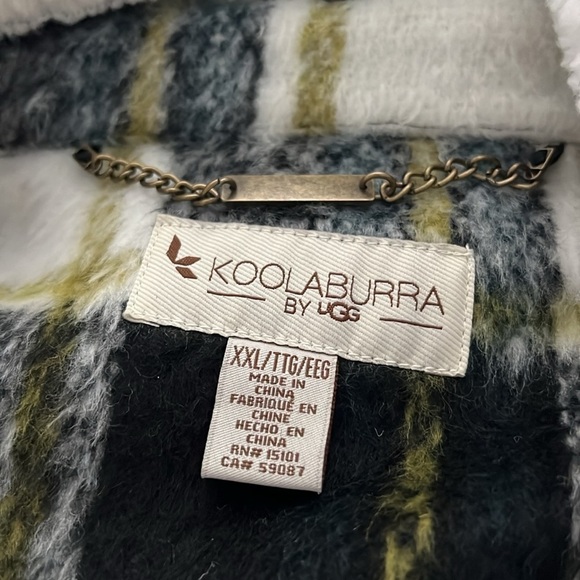 KOOLABURRA
BY UGG
XXL/TTG/EEG
MADE IN
CHINA
FABRIQUÉ EN
CHINE
HECHO EN
CHINA
RN# 15101
CA# 59087